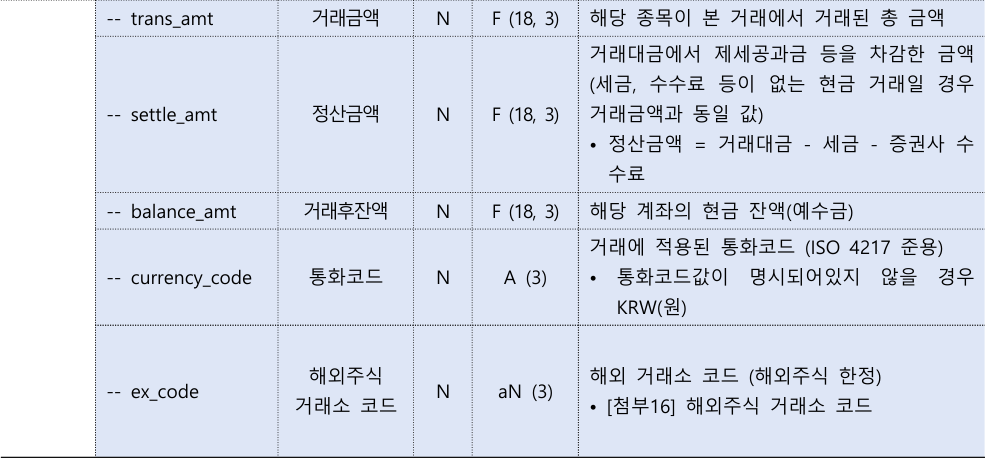 -- trans_amt 거래금액 N F (18, 3) 해당 종목이 본 거래에서 거래된 총 금액
-- settle_amt 정산금액 N F (18, 3) 거래대금에서 제세공과금 등을 차감한 금액
(세금, 수수료 등이 없는 현금 거래일 경우
거래금액과 동일 값)
• 정산금액 = 거래대금 - 세금 - 증권사 수
수료
-- balance_amt 거래후잔액 N F (18, 3) 해당 계좌의 현금 잔액(예수금)
-- currency_code 통화코드 N A (3) 거래에 적용된 통화코드 (ISO 4217 준용)
• 통화코드값이 명시되어있지 않을 경우
KRW(원)
-- ex_code 해외주식
거래소 코드 N aN (3) 해외 거래소 코드 (해외주식 한정)
• [첨부16] 해외주식 거래소 코드